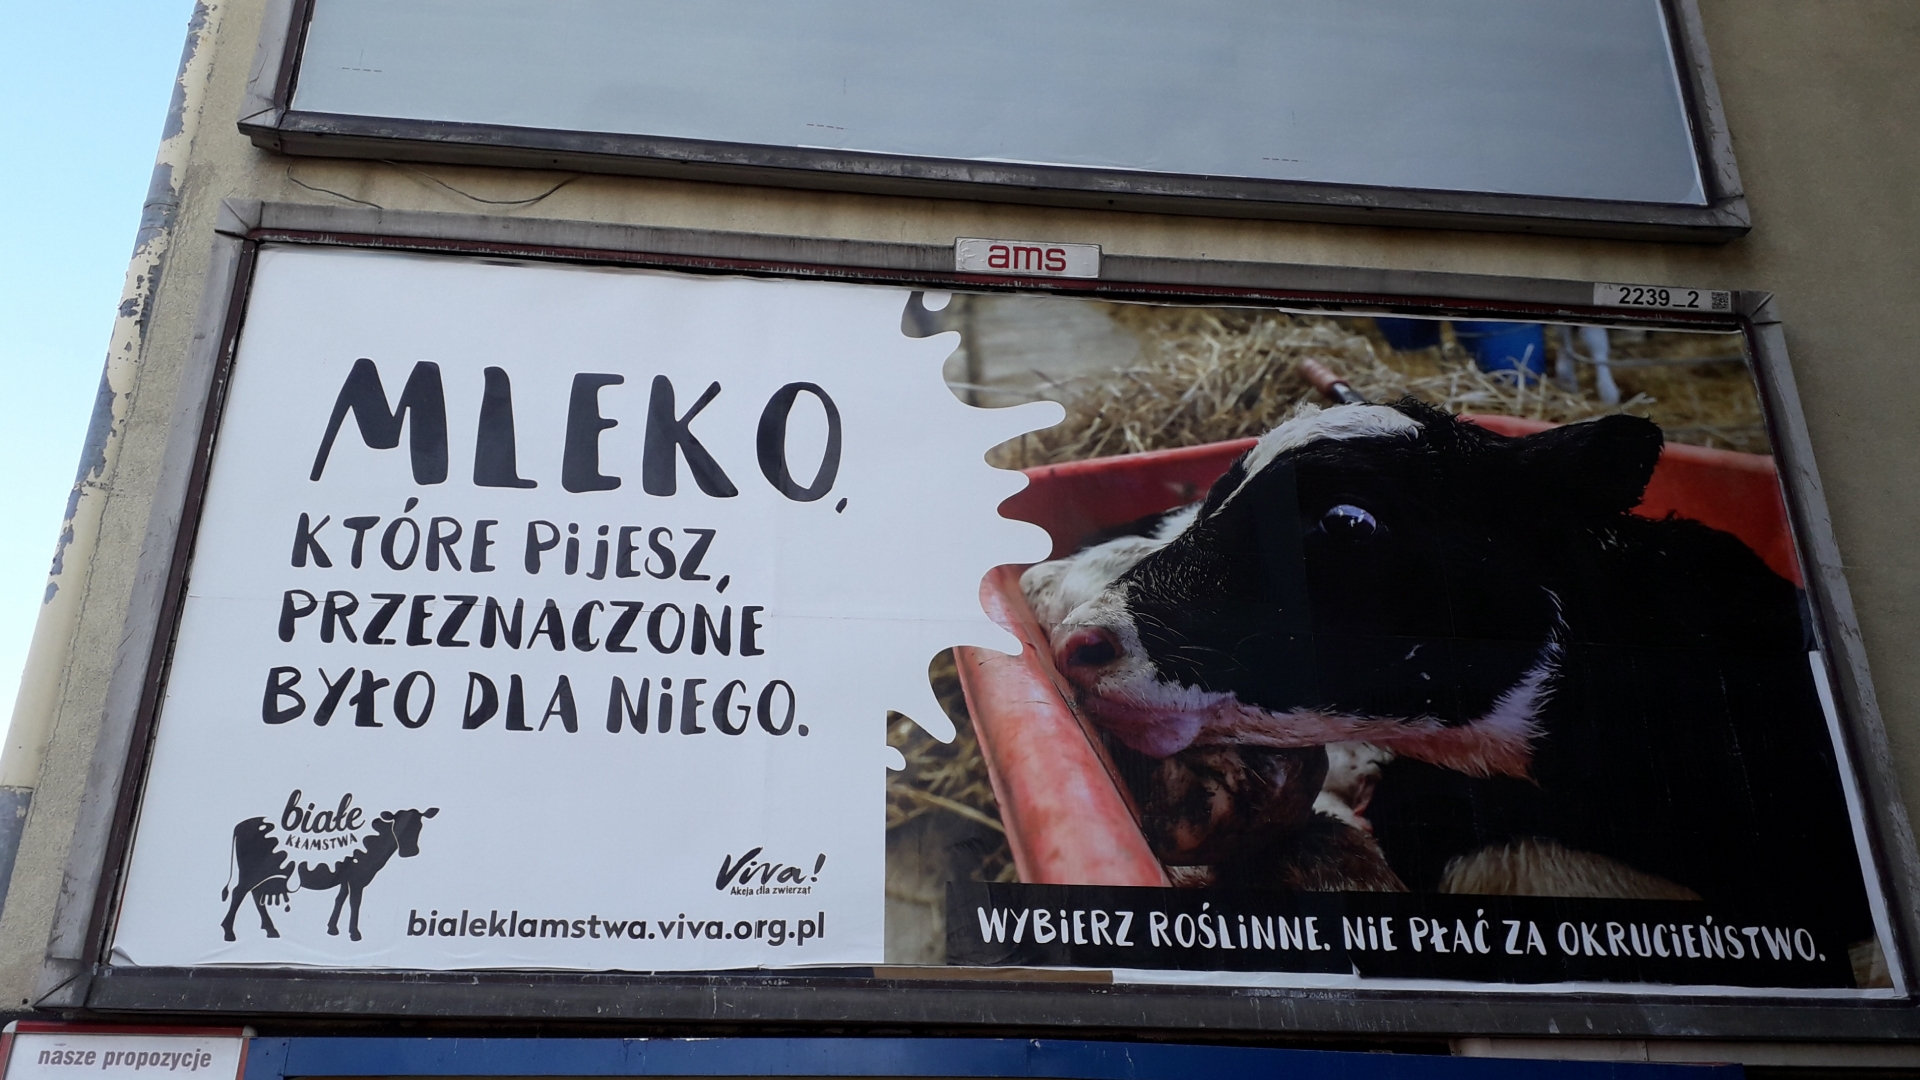 ams
2239_2
MLEKO,
KTÓRE PIJESZ,
PRZEZNACZONE
BYŁO DLA NIEGO.
białe
KŁAMSTWA
Viva!
Akcja dla zwierząt
bialeklamstwa.viva.org.pl
WYBIERZ ROŚLINNE. NIE PŁAĆ ZA OKRUCIEŃSTWO.
nasze propozycje